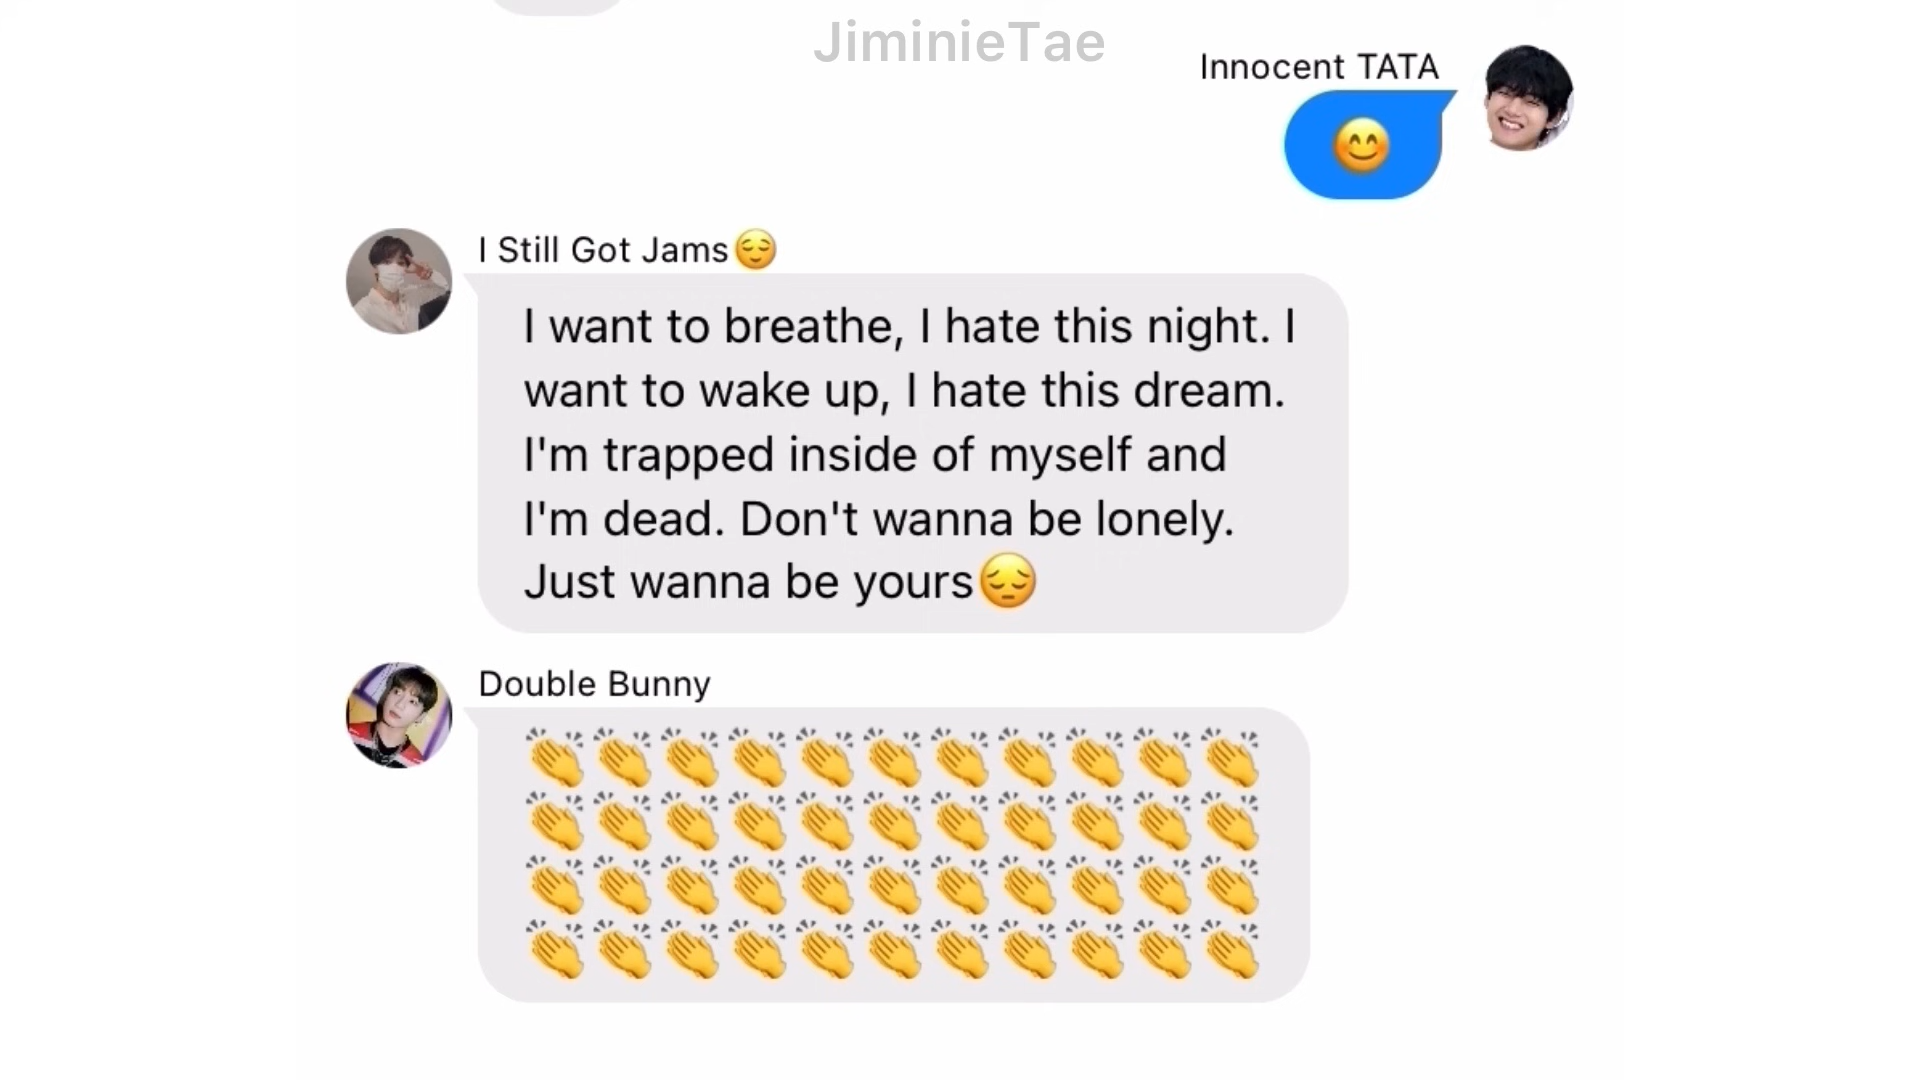 JiminieTae
Innocent TATA
😊
I Still Got Jams😌
I want to breathe, I hate this night. I
want to wake up, I hate this dream.
I'm trapped inside of myself and
I'm dead. Don't wanna be lonely.
Just wanna be yours😔
Double Bunny
👏👏👏👏👏👏👏👏👏👏👏
👏👏👏👏👏👏👏👏👏👏👏
👏👏👏👏👏👏👏👏👏👏👏
👏👏👏👏👏👏👏👏👏👏👏